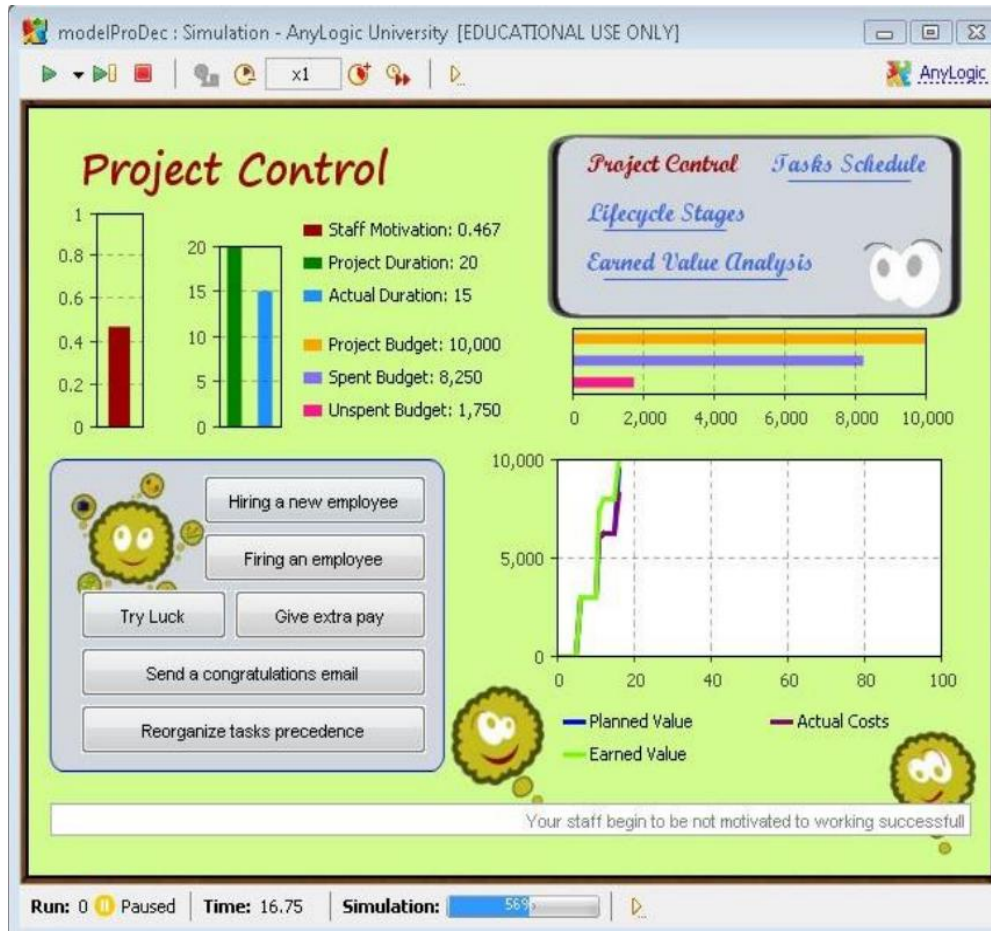 modelProDec : Simulation - AnyLogic University [EDUCATIONAL USE ONLY]
x1
AnyLogic
Project Control
Project Control Tasks Schedule
Lifecycle Stages
Earned Value Analysis
1
0.8
0.6
0.4
0.2
0
20
15
10
5
0
Staff Motivation: 0.467
Project Duration: 20
Actual Duration: 15
Project Budget: 10,000
Spent Budget: 8,250
Unspent Budget: 1,750
0 2,000 4,000 6,000 8,000 10,000
Hiring a new employee
Firing an employee
Try Luck Give extra pay
Send a congratulations email
Reorganize tasks precedence
10,000
5,000
0
0 20 40 60 80 100
Planned Value Actual Costs
Earned Value
Your staff begin to be not motivated to working successfull
Run: 0 Paused Time: 16.75 Simulation: 56%